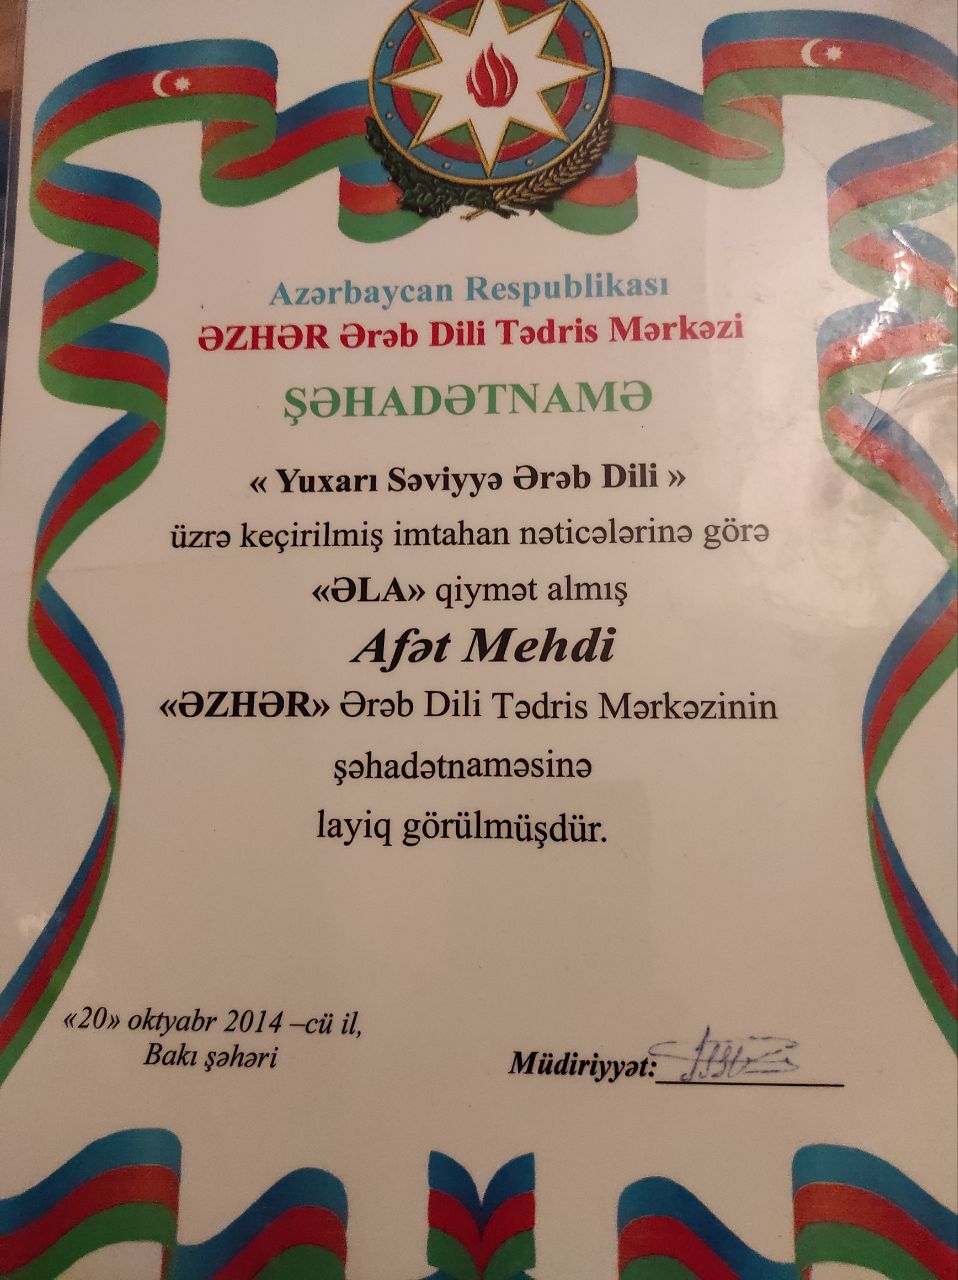 Azərbaycan Respublikası
ƏZHƏR Ərəb Dili Tədris Mərkəzi
ŞƏHADƏTNAMƏ
« Yuxarı Səviyyə Ərəb Dili »
üzrə keçirilmiş imtahan nəticələrinə görə
«ƏLA» qiymət almış
Afət Mehdi
«ƏZHƏR» Ərəb Dili Tədris Mərkəzinin
şəhadətnaməsinə
layiq görülmüşdür.
«20» oktyabr 2014 –cü il,
Bakı şəhəri
Müdiriyyət: